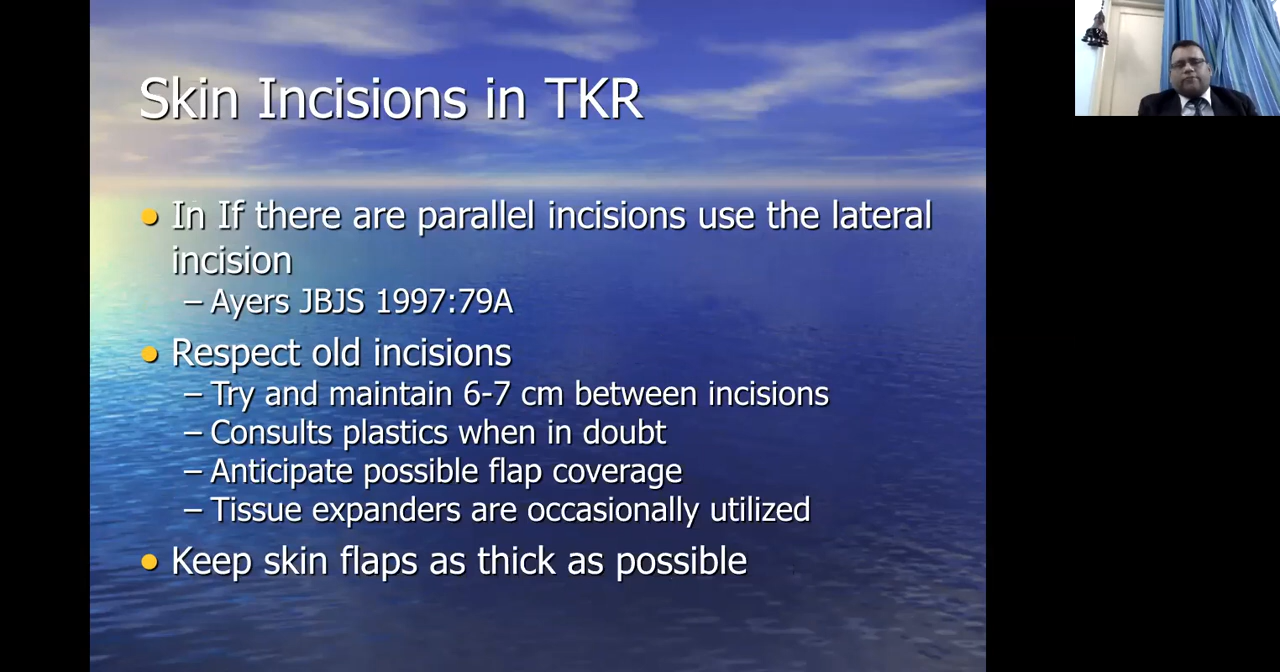 Skin Incisions in TKR
• In If there are parallel incisions use the lateral
incision
– Ayers JBJS 1997:79A
• Respect old incisions
– Try and maintain 6-7 cm between incisions
– Consults plastics when in doubt
– Anticipate possible flap coverage
– Tissue expanders are occasionally utilized
• Keep skin flaps as thick as possible